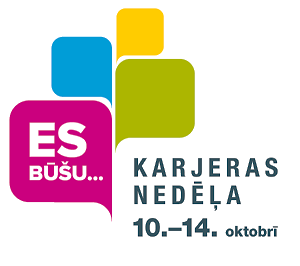 ES
BŪŠU...
KARJERAS
NEDĒĻA
10.–14. oktobrī